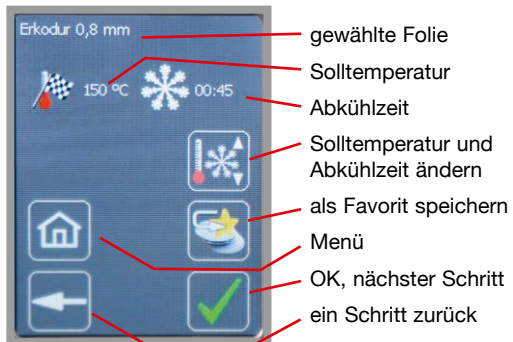 Erkodur 0,8 mm
150 °C
00:45
gewählte Folie
Solltemperatur
Abkühlzeit
Solltemperatur und
Abkühlzeit ändern
als Favorit speichern
Menü
OK, nächster Schritt
ein Schritt zurück